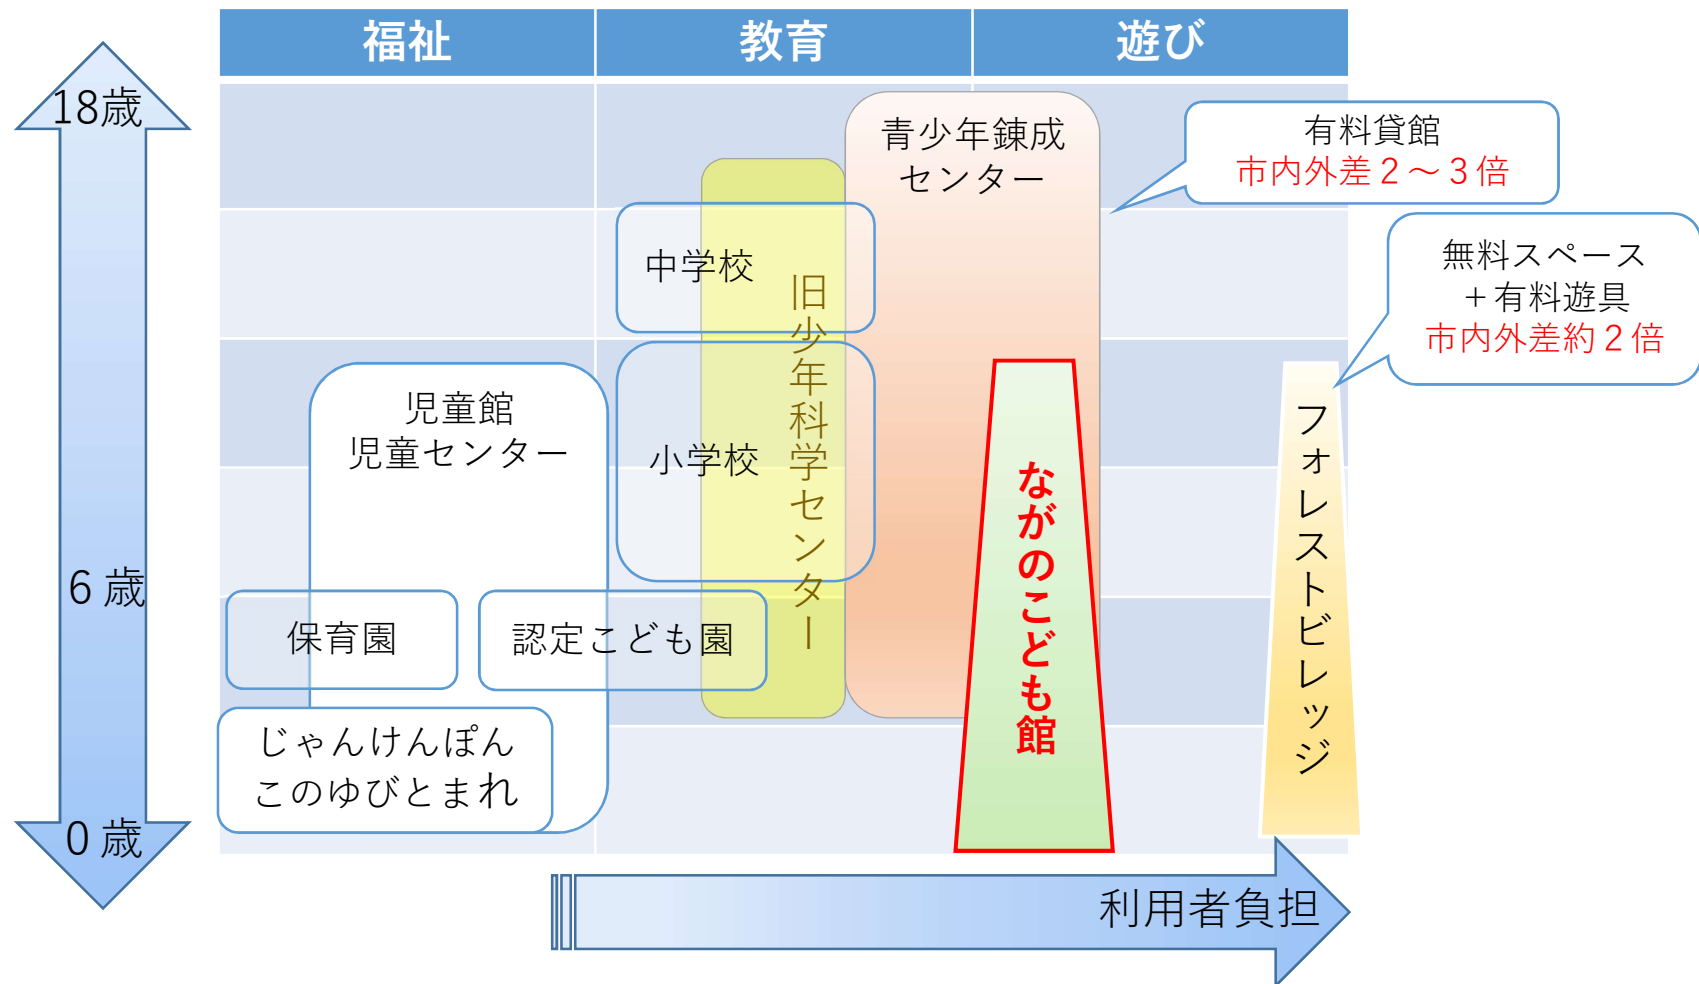 福祉
教育
遊び
18歳
6歳
0歳
青少年錬成
センター
有料貸館
市内外差２～３倍
無料スペース
＋有料遊具
市内外差約２倍
中学校
旧少年科学センター
小学校
児童館
児童センター
保育園
認定こども園
じゃんけんぽん
このゆびとまれ
ながのこども館
フォレストビレッジ
利用者負担